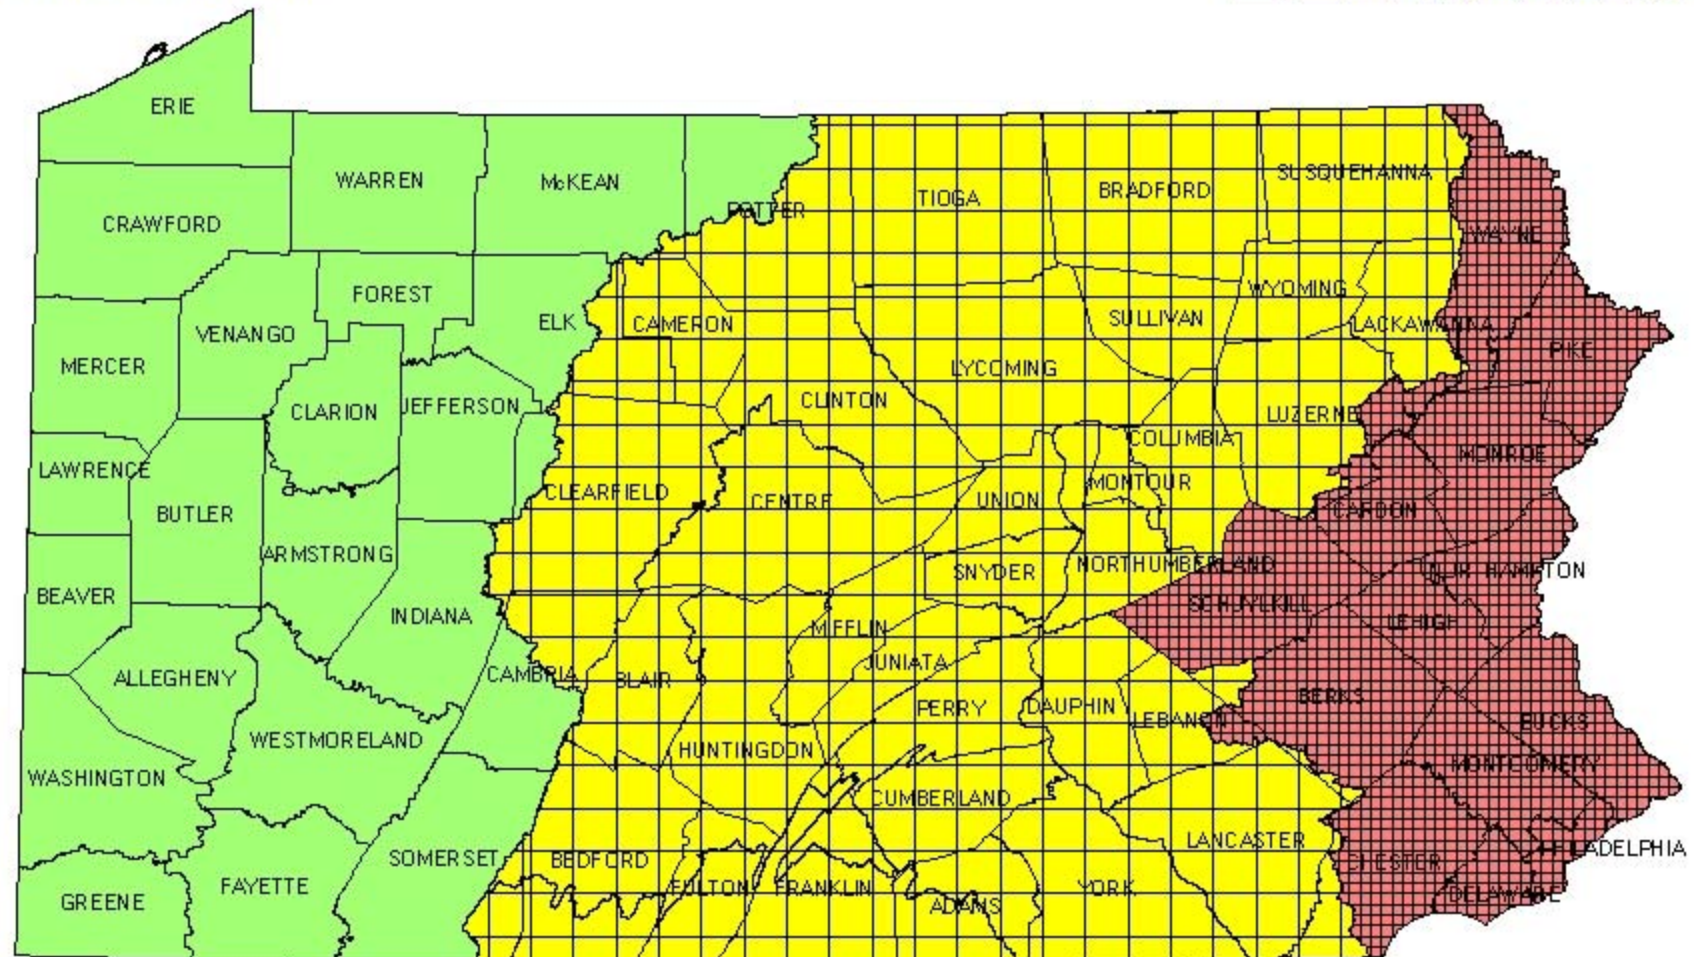 ERIE
WARREN
McKEAN
POTTER
TIOGA
BRADFORD
SUSQUEHANNA
CRAWFORD
WAYNE
FOREST
WYOMING
VENANGO
ELK
CAMERON
SULLIVAN
LACKAWANNA
MERCER
LYCOMING
PIKE
CLARION
JEFFERSON
CLINTON
LUZERNE
COLUMBIA
LAWRENCE
MONROE
CLEARFIELD
CENTRE
UNION
MONTOUR
BUTLER
CARBON
ARMSTRONG
SNYDER
NORTHUMBERLAND
NORTHAMPTON
BEAVER
INDIANA
SCHUYLKILL
MIFFLIN
LEHIGH
ALLEGHENY
CAMBRIA
BLAIR
JUNIATA
BERKS
PERRY
DAUPHIN
LEBANON
BUCKS
WESTMORELAND
HUNTINGDON
WASHINGTON
MONTGOMERY
CUMBERLAND
LANCASTER
SOMERSET
BEDFORD
CHESTER
PHILADELPHIA
GREENE
FAYETTE
FULTON
FRANKLIN
ADAMS
YORK
DELAWARE